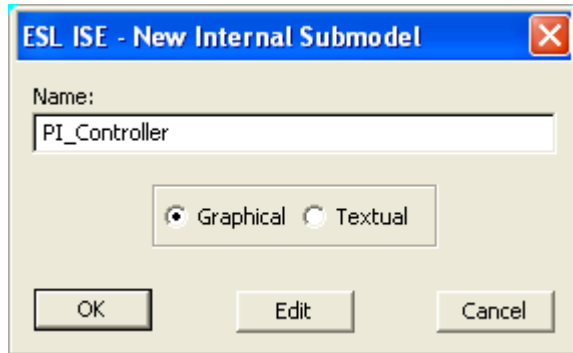 ESL ISE - New Internal Submodel
Name:
PI_Controller
Graphical Textual
OK Edit Cancel